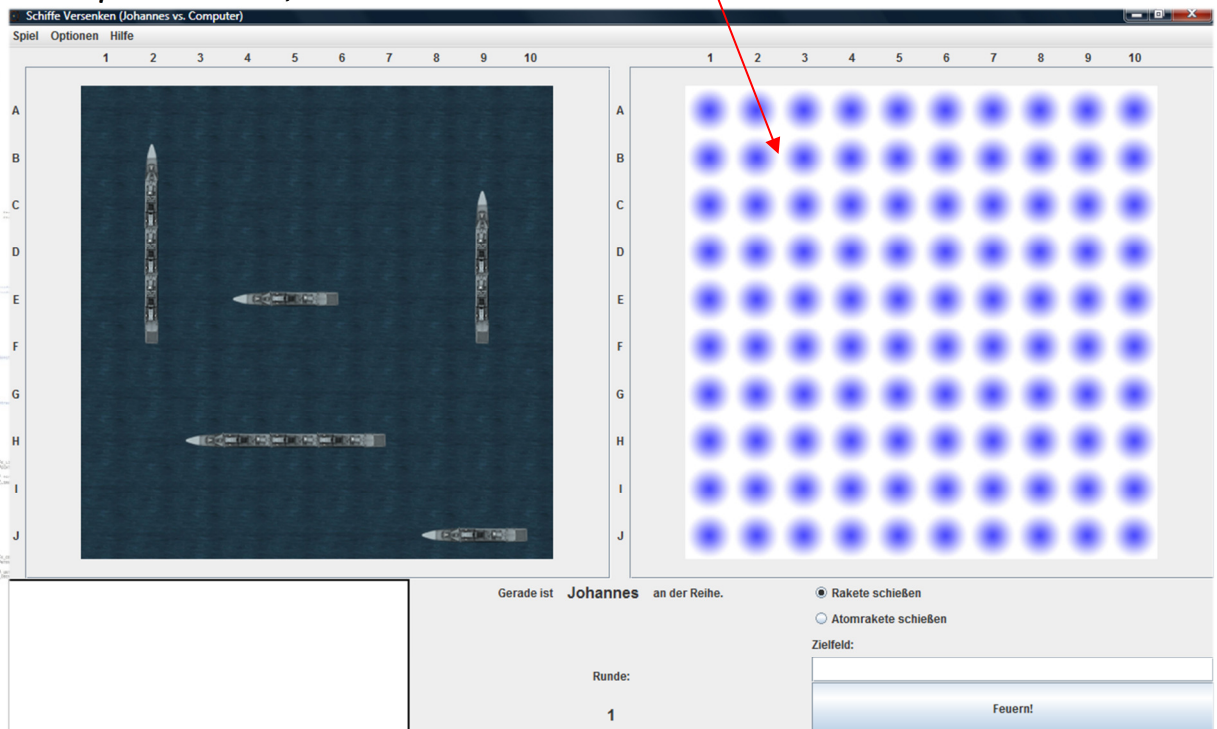 Schiffe Versenken (Johannes vs. Computer)
Spiel Optionen Hilfe
1 2 3 4 5 6 7 8 9 10
1 2 3 4 5 6 7 8 9 10
A
B
C
D
E
F
G
H
I
J
A
B
C
D
E
F
G
H
I
J
Gerade ist Johannes an der Reihe.
Runde:
1
Rakete schießen
Atomrakete schießen
Zielfeld:
Feuern!